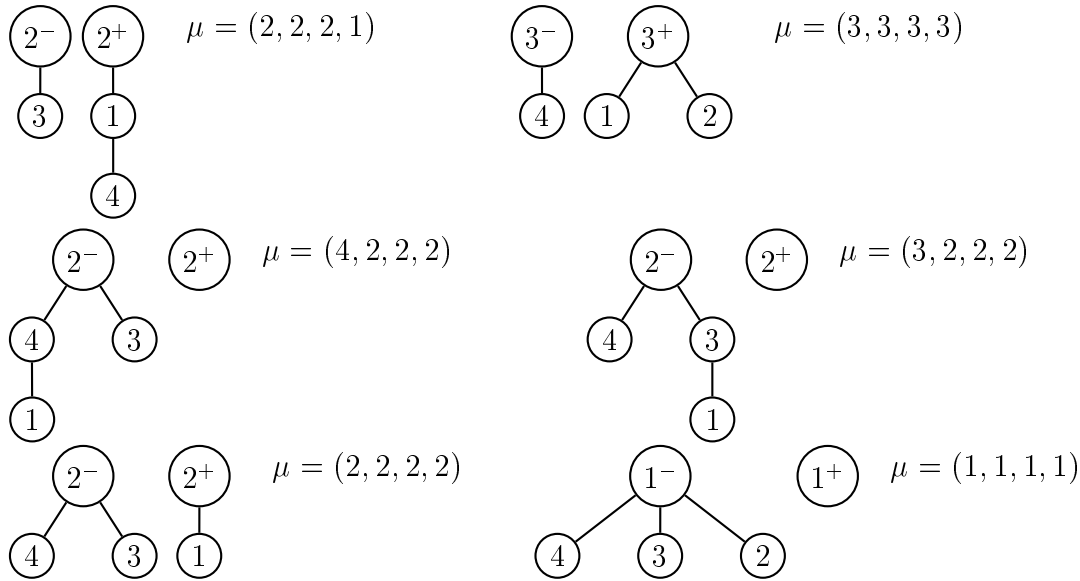 2⁻ 2⁺ μ = (2, 2, 2, 1) 3⁻ 3⁺ μ = (3, 3, 3, 3)
3 1 4 1 2
4
2⁻ 2⁺ μ = (4, 2, 2, 2) 2⁻ 2⁺ μ = (3, 2, 2, 2)
4 3 4 3
1 1
2⁻ 2⁺ μ = (2, 2, 2, 2) 1⁻ 1⁺ μ = (1, 1, 1, 1)
4 3 1 4 3 2